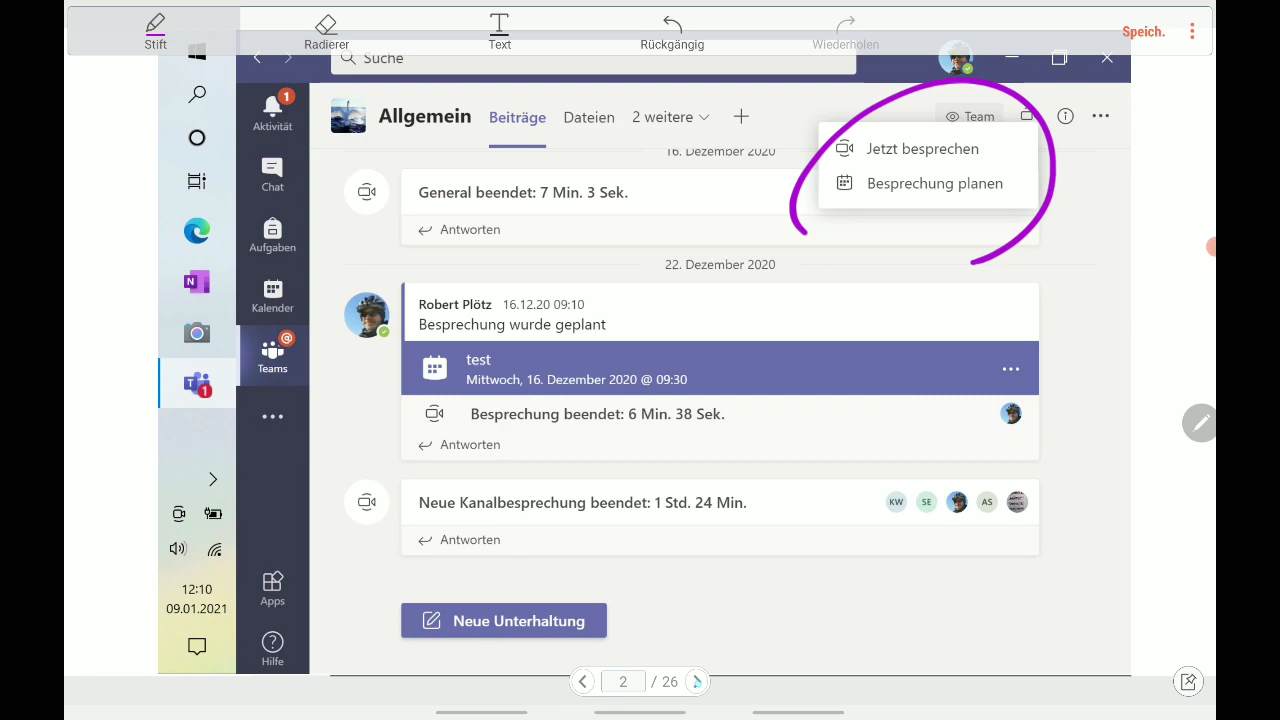 Stift
Radierer
Text
Rückgängig
Wiederholen
Speich.
Suche
1
Aktivität
Chat
Aufgaben
Kalender
Teams
Apps
Hilfe
1
12:10
09.01.2021
Allgemein
Beiträge
Dateien
2 weitere
Team
Jetzt besprechen
Besprechung planen
16. Dezember 2020
General beendet: 7 Min. 3 Sek.
Antworten
22. Dezember 2020
Robert Plötz 16.12.20 09:10
Besprechung wurde geplant
test
Mittwoch, 16. Dezember 2020 @ 09:30
Besprechung beendet: 6 Min. 38 Sek.
Antworten
Neue Kanalbesprechung beendet: 1 Std. 24 Min.
KW SE AS
Antworten
Neue Unterhaltung
2 / 26